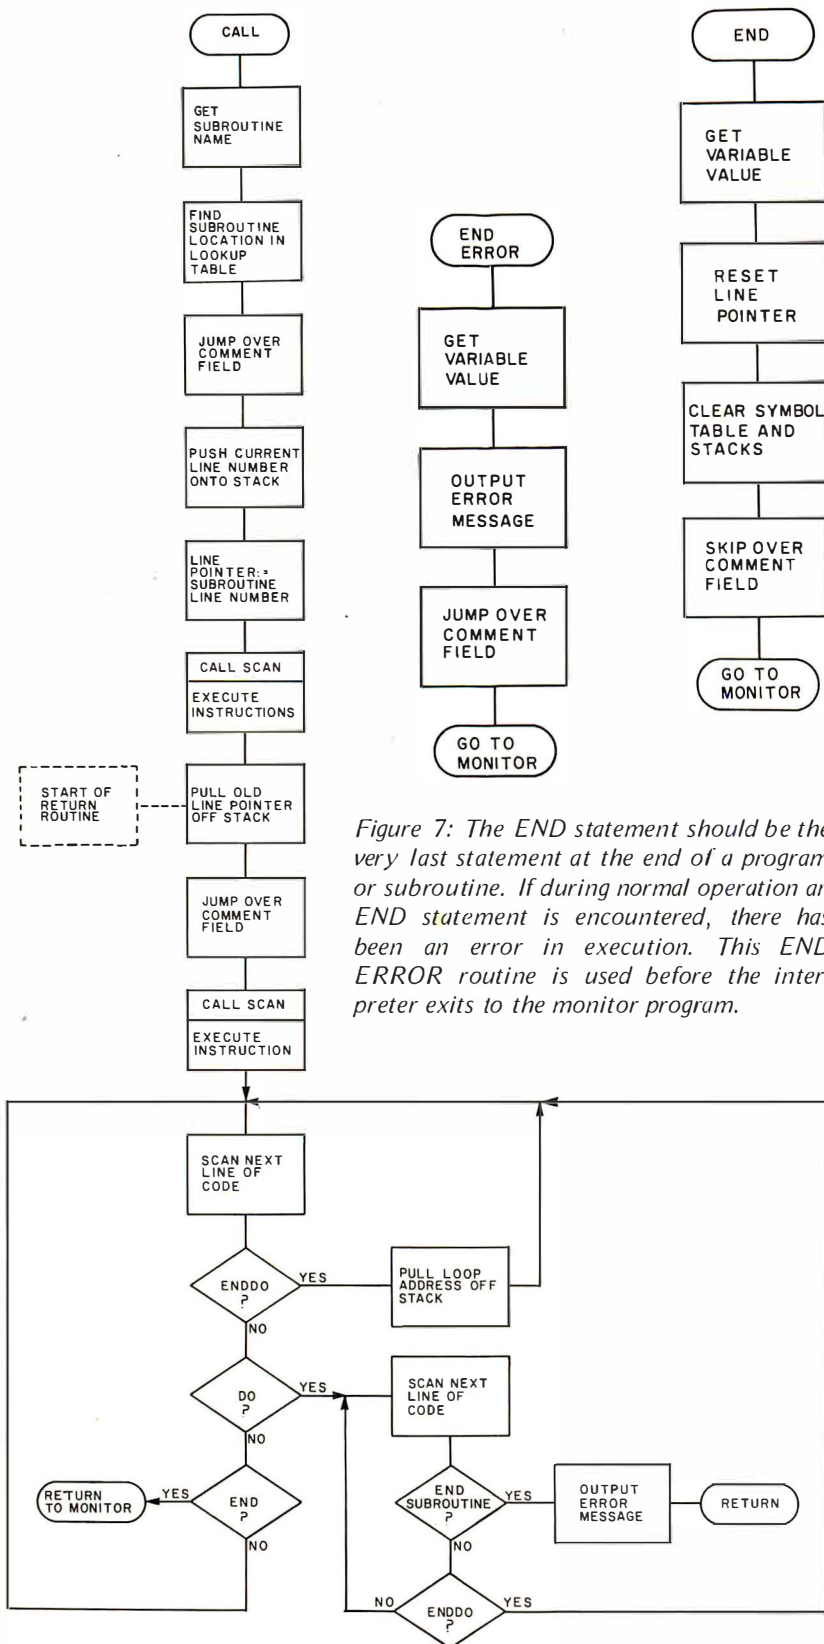 CALL
GET
SUBROUTINE
NAME
FIND
SUBROUTINE
LOCATION IN
LOOKUP
TABLE
JUMP OVER
COMMENT
FIELD
PUSH CURRENT
LINE NUMBER
ONTO STACK
LINE
POINTER:=
SUBROUTINE
LINE NUMBER
CALL SCAN
EXECUTE
INSTRUCTIONS
START OF
RETURN
ROUTINE
PULL OLD
LINE POINTER
OFF STACK
JUMP OVER
COMMENT
FIELD
CALL SCAN
EXECUTE
INSTRUCTION
END
ERROR
GET
VARIABLE
VALUE
OUTPUT
ERROR
MESSAGE
JUMP OVER
COMMENT
FIELD
GO TO
MONITOR
END
GET
VARIABLE
VALUE
RESET
LINE
POINTER
CLEAR SYMBOL
TABLE AND
STACKS
SKIP OVER
COMMENT
FIELD
GO TO
MONITOR
Figure 7: The END statement should be the
very last statement at the end of a program
or subroutine. If during normal operation an
END statement is encountered, there has
been an error in execution. This END
ERROR routine is used before the inter-
preter exits to the monitor program.
SCAN NEXT
LINE OF
CODE
ENDDO
?
YES
PULL LOOP
ADDRESS OFF
STACK
NO
DO
?
YES
SCAN NEXT
LINE OF
CODE
NO
RETURN
TO MONITOR
YES
END
?
NO
END
SUBROUTINE
?
YES
OUTPUT
ERROR
MESSAGE
RETURN
NO
NO
ENDDO
?
YES